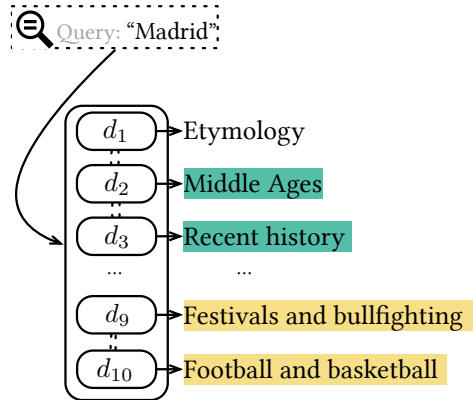 Query: “Madrid”
d1 Etymology
d2 Middle Ages
d3 Recent history
... ...
d9 Festivals and bullfighting
d10 Football and basketball